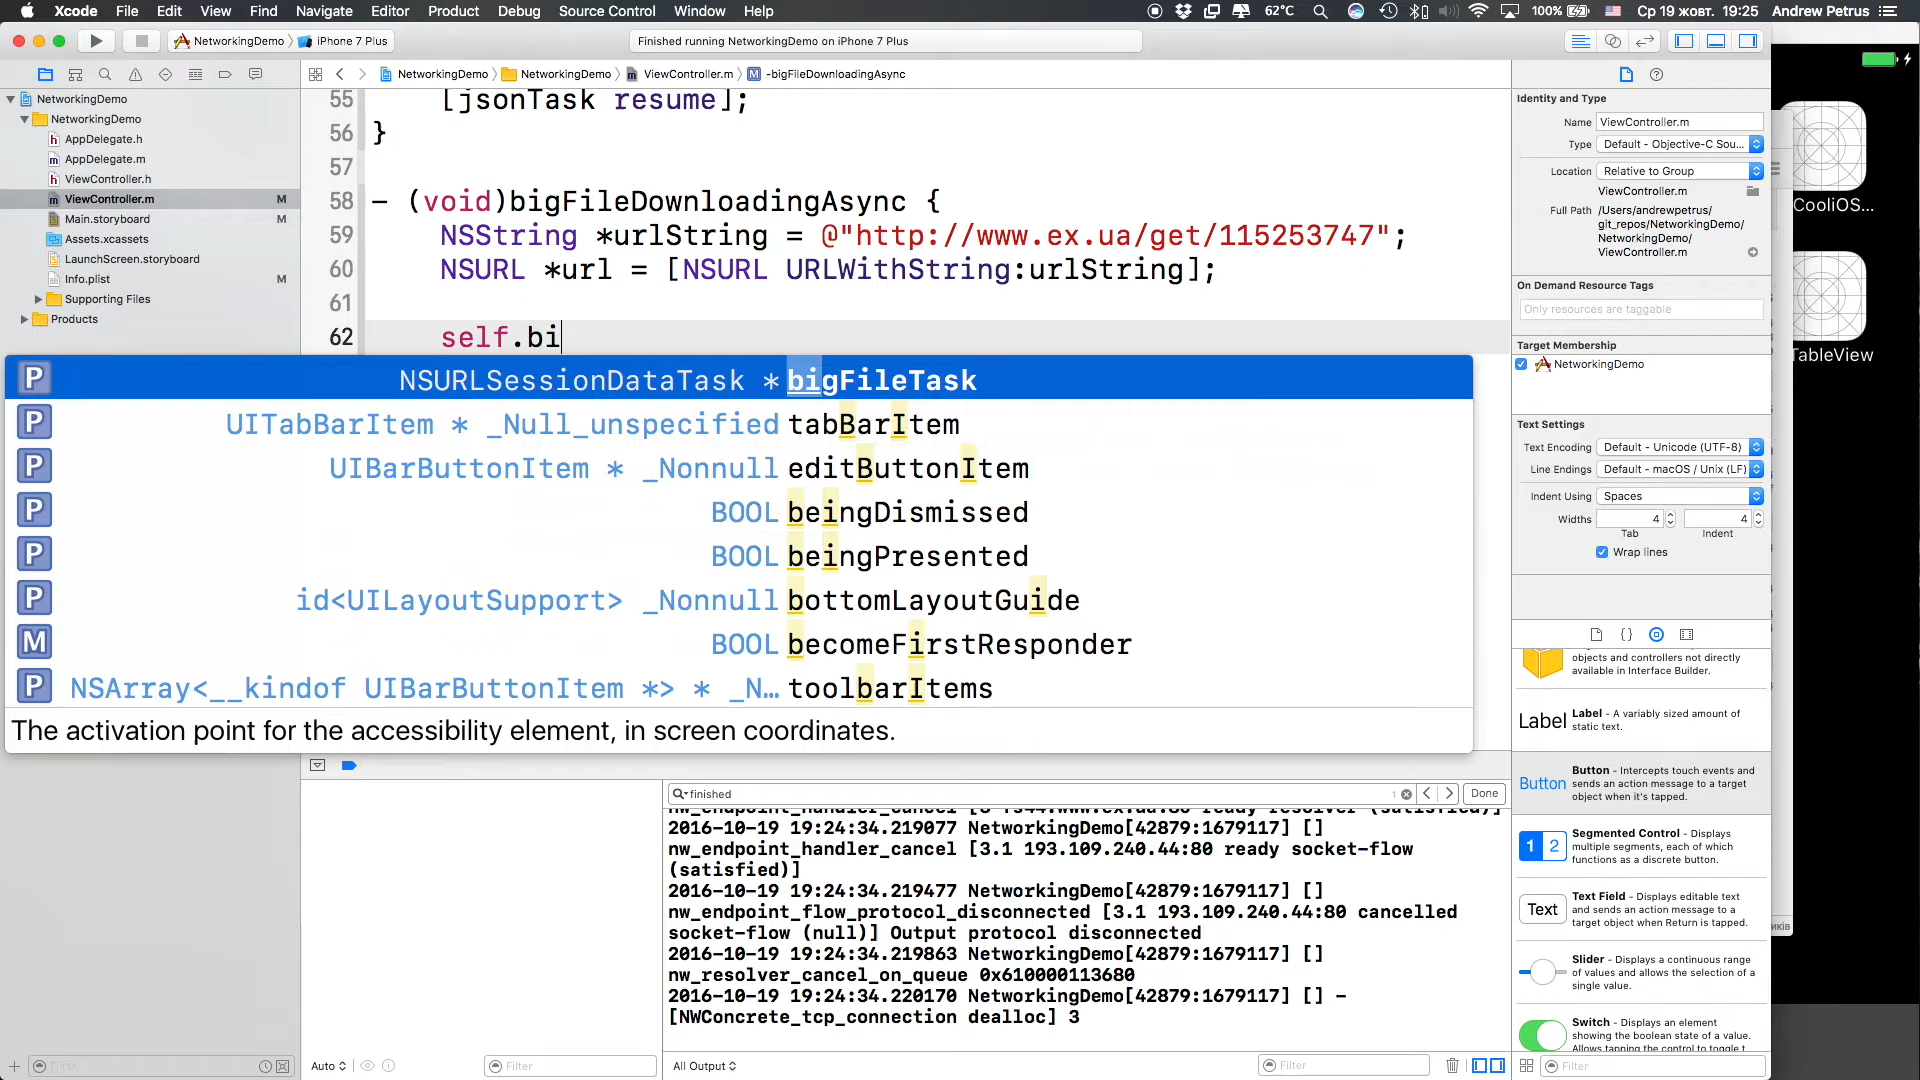 Xcode File Edit View Find Navigate Editor Product Debug Source Control Window Help 62°C 100% Ср 19 жовт. 19:25 Andrew Petrus
NetworkingDemo iPhone 7 Plus Finished running NetworkingDemo on iPhone 7 Plus
NetworkingDemo NetworkingDemo ViewController.m M -bigFileDownloadingAsync
NetworkingDemo
NetworkingDemo
h AppDelegate.h
m AppDelegate.m
h ViewController.h
m ViewController.m M
Main.storyboard M
Assets.xcassets
LaunchScreen.storyboard
Info.plist M
Supporting Files
Products
55 [jsonTask resume];
56 }
57
58 - (void)bigFileDownloadingAsync {
59 NSString *urlString = @"http://www.ex.ua/get/115253747";
60 NSURL *url = [NSURL URLWithString:urlString];
61
62 self.bi
P NSURLSessionDataTask * bigFileTask
P UITabBarItem * _Null_unspecified tabBarItem
P UIBarButtonItem * _Nonnull editButtonItem
P BOOL beingDismissed
P BOOL beingPresented
P id<UILayoutSupport> _Nonnull bottomLayoutGuide
M BOOL becomeFirstResponder
P NSArray<__kindof UIBarButtonItem *> * _N… toolbarItems
The activation point for the accessibility element, in screen coordinates.
finished 1 Done
nw_endpoint_handler_cancel
2016-10-19 19:24:34.219077 NetworkingDemo[42879:1679117] []
nw_endpoint_handler_cancel [3.1 193.109.240.44:80 ready socket-flow
(satisfied)]
2016-10-19 19:24:34.219477 NetworkingDemo[42879:1679117] []
nw_endpoint_flow_protocol_disconnected [3.1 193.109.240.44:80 cancelled
socket-flow (null)] Output protocol disconnected
2016-10-19 19:24:34.219863 NetworkingDemo[42879:1679117] []
nw_resolver_cancel_on_queue 0x610000113680
2016-10-19 19:24:34.220170 NetworkingDemo[42879:1679117] [] -
[NWConcrete_tcp_connection dealloc] 3
Filter Auto Filter All Output Filter Filter
Identity and Type
Name ViewController.m
Type Default - Objective-C Sou...
Location Relative to Group
ViewController.m
Full Path /Users/andrewpetrus/
git_repos/NetworkingDemo/
NetworkingDemo/
ViewController.m
On Demand Resource Tags
Only resources are taggable
Target Membership
NetworkingDemo
Text Settings
Text Encoding Default - Unicode (UTF-8)
Line Endings Default - macOS / Unix (LF)
Indent Using Spaces
Widths 4 4
Tab Indent
Wrap lines
{}
objects and controllers not directly
available in Interface Builder.
Label Label - A variably sized amount of
static text.
Button Button - Intercepts touch events and
sends an action message to a target
object when it's tapped.
1 2 Segmented Control - Displays
multiple segments, each of which
functions as a discrete button.
Text Text Field - Displays editable text
and sends an action message to a
target object when Return is tapped.
Slider - Displays a continuous range
of values and allows the selection of a
single value.
Switch - Displays an element
showing the boolean state of a value.
Allows tapping the control to toggle t...
CooliOS...
TableView